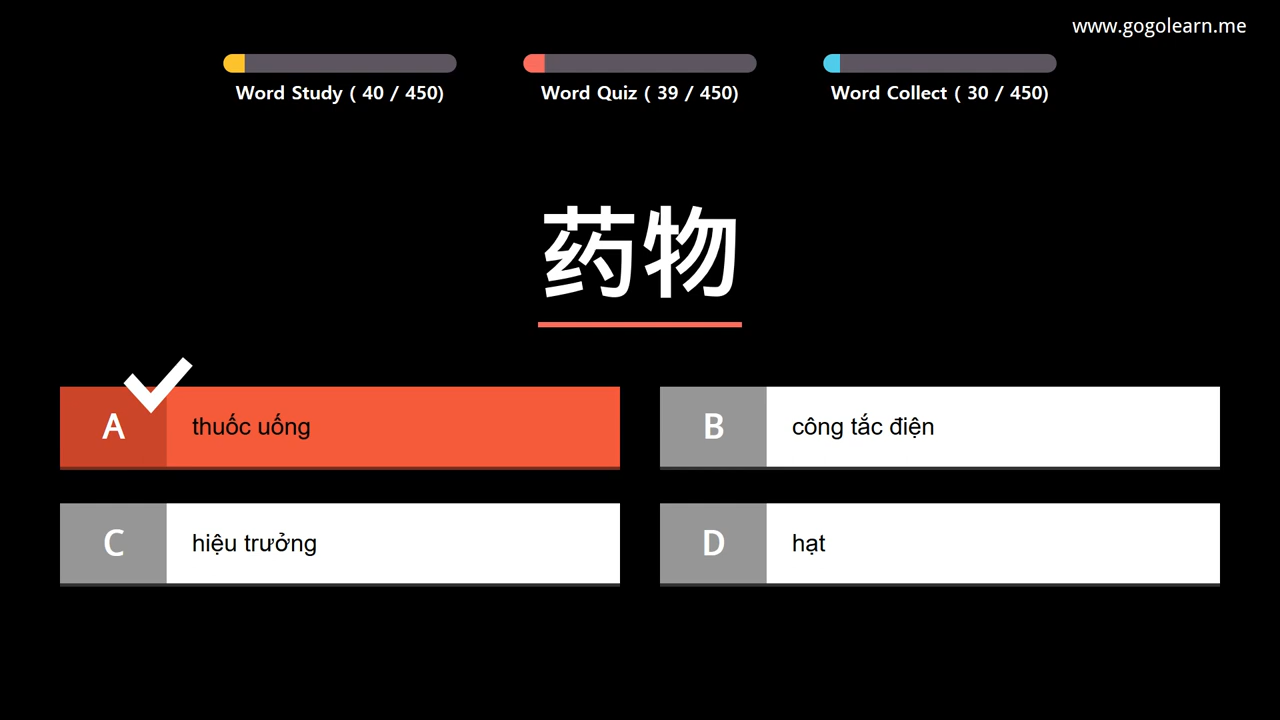 www.gogolearn.me
Word Study ( 40 / 450)
Word Quiz ( 39 / 450)
Word Collect ( 30 / 450)
药物
A
thuốc uống
B
công tắc điện
C
hiệu trưởng
D
hạt